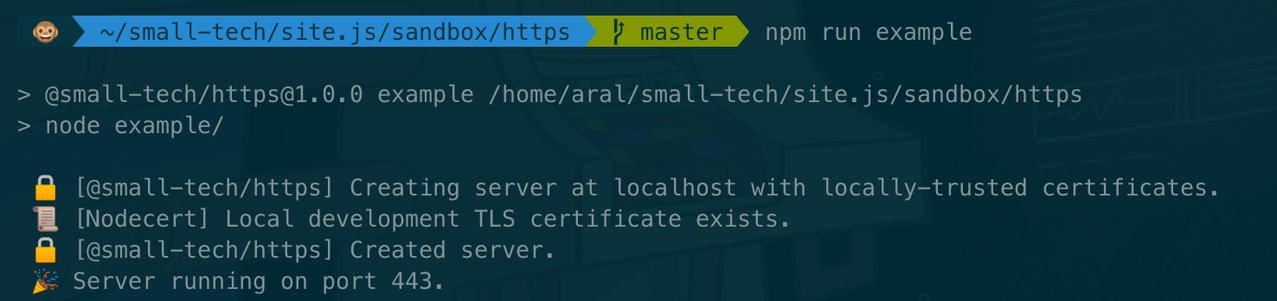 🐵 ~/small-tech/site.js/sandbox/https master npm run example
> @small-tech/https@1.0.0 example /home/aral/small-tech/site.js/sandbox/https
> node example/
🔒 [@small-tech/https] Creating server at localhost with locally-trusted certificates.
📜 [Nodecert] Local development TLS certificate exists.
🔒 [@small-tech/https] Created server.
🎉 Server running on port 443.